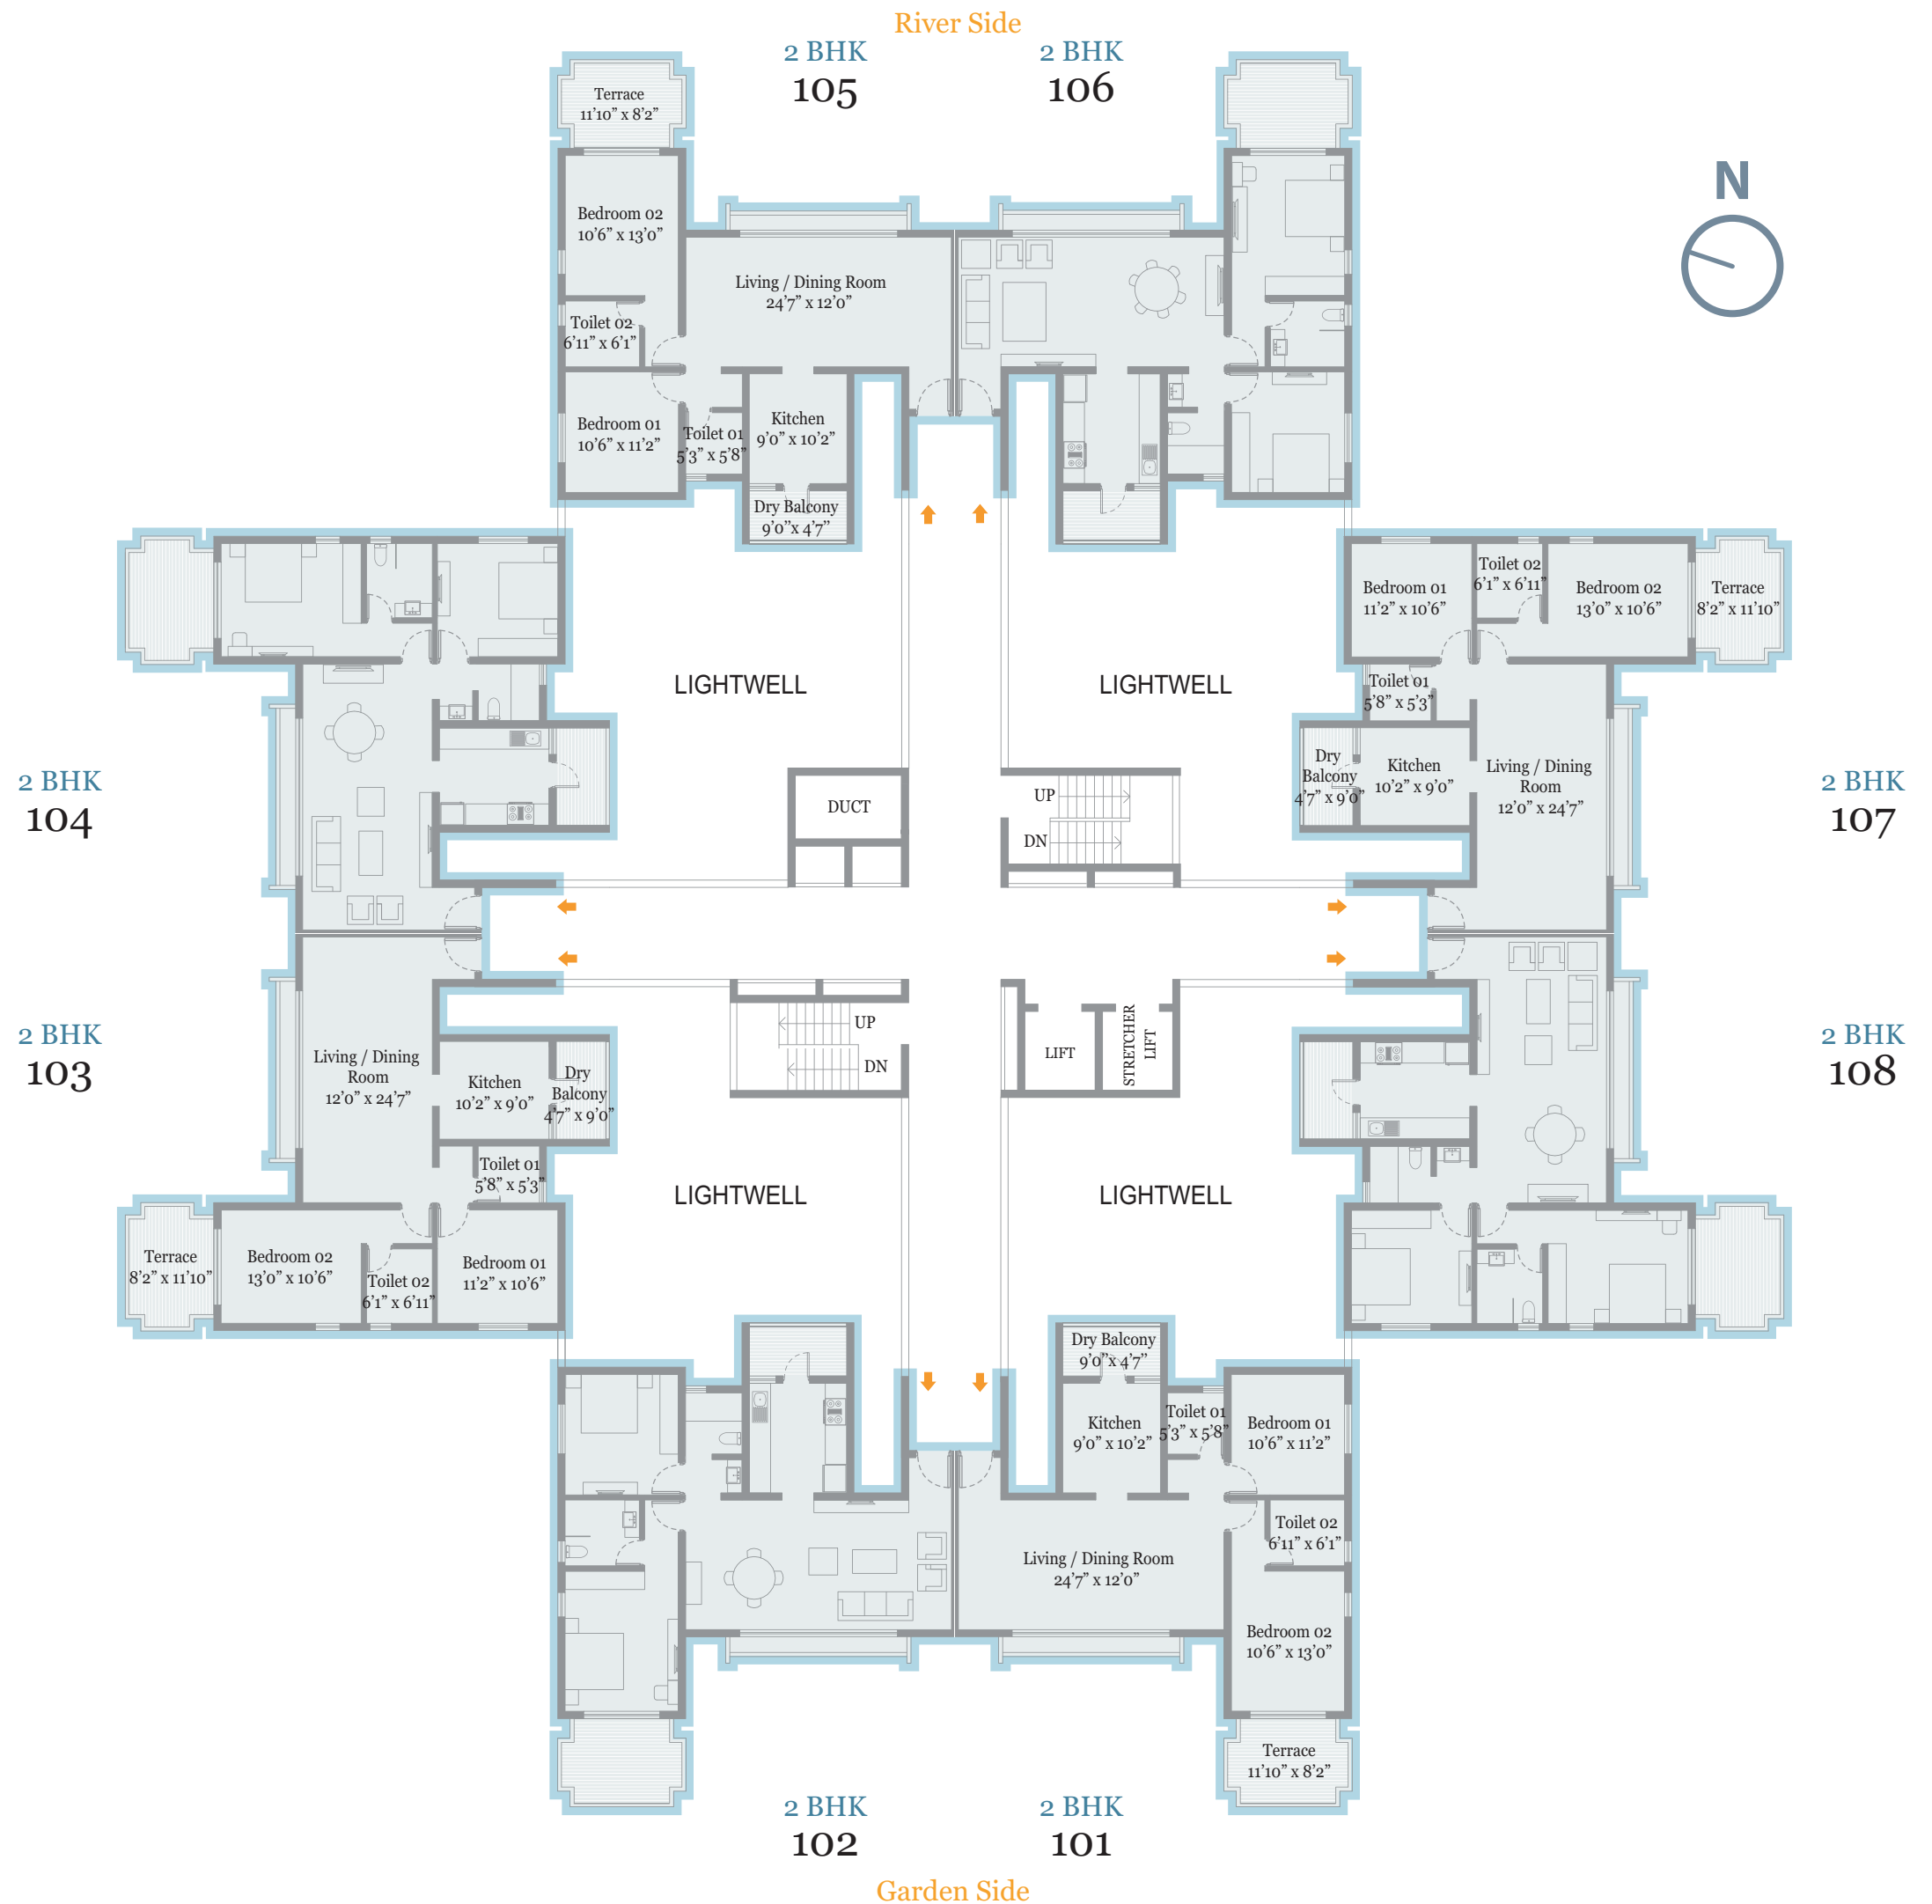 River Side
2 BHK
105
2 BHK
106
N
Terrace
11'10” x 8'2”
Bedroom 02
10'6” x 13'0”
Living / Dining Room
24'7” x 12'0”
Toilet 02
6'11” x 6'1”
Bedroom 01
10'6” x 11'2”
Toilet 01
5'3” x 5'8”
Kitchen
9'0” x 10'2”
Dry Balcony
9'0”x 4'7”
Bedroom 01
11'2” x 10'6”
Toilet 02
6'1” x 6'11”
Bedroom 02
13'0” x 10'6”
Terrace
8'2” x 11'10”
Toilet 01
5'8” x 5'3”
LIGHTWELL
LIGHTWELL
2 BHK
104
DUCT
UP
DN
Dry
Balcony
4'7” x 9'0”
Kitchen
10'2” x 9'0”
Living / Dining
Room
12'0” x 24'7”
2 BHK
107
2 BHK
103
Living / Dining
Room
12'0” x 24'7”
Kitchen
10'2” x 9'0”
Dry
Balcony
4'7” x 9'0”
UP
DN
LIFT
STRETCHER
LIFT
2 BHK
108
Toilet 01
5'8” x 5'3”
LIGHTWELL
LIGHTWELL
Terrace
8'2” x 11'10”
Bedroom 02
13'0” x 10'6”
Toilet 02
6'1” x 6'11”
Bedroom 01
11'2” x 10'6”
Dry Balcony
9'0”x 4'7”
Kitchen
9'0” x 10'2”
Toilet 01
5'3” x 5'8”
Bedroom 01
10'6” x 11'2”
Toilet 02
6'11” x 6'1”
Living / Dining Room
24'7” x 12'0”
Bedroom 02
10'6” x 13'0”
Terrace
11'10” x 8'2”
2 BHK
102
2 BHK
101
Garden Side